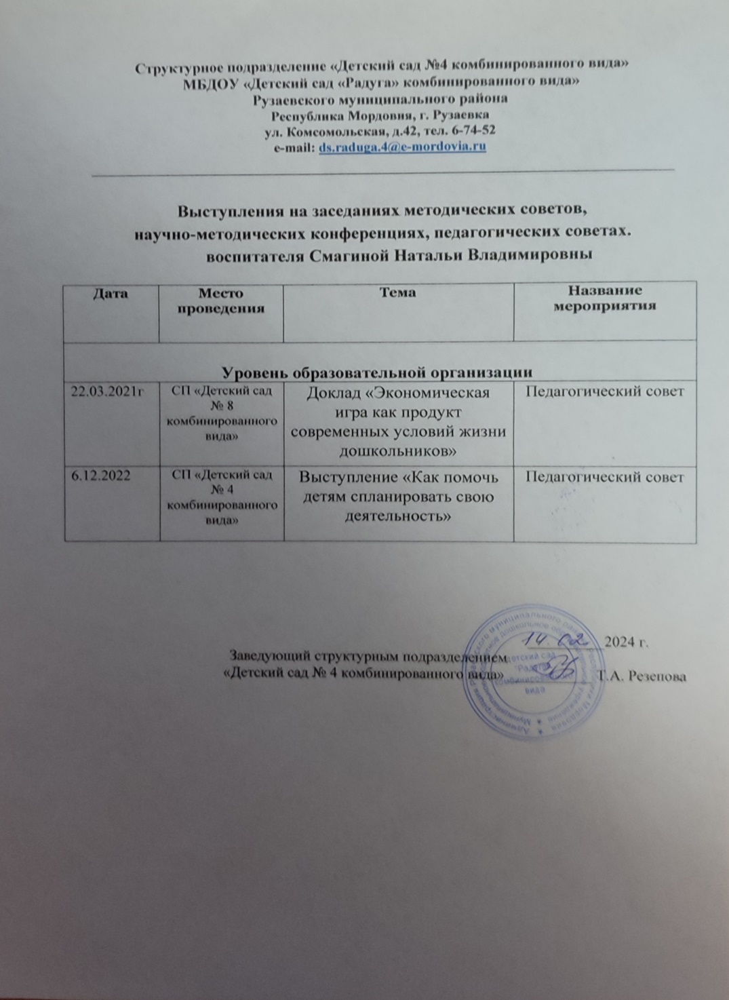 Структурное подразделение «Детский сад №4 комбинированного вида»
МБДОУ «Детский сад «Радуга» комбинированного вида»
Рузаевского муниципального района
Республика Мордовия, г. Рузаевка
ул. Комсомольская, д.42, тел. 6-74-52
e-mail: ds.raduga.4@e-mordovia.ru
Выступления на заседаниях методических советов,
научно-методических конференциях, педагогических советах.
воспитателя Смагиной Натальи Владимировны
Дата
Место
проведения
Тема
Название
мероприятия
Уровень образовательной организации
22.03.2021г
СП «Детский сад
№ 8
комбинированного
вида»
Доклад «Экономическая
игра как продукт
современных условий жизни
дошкольников»
Педагогический совет
6.12.2022
СП «Детский сад
№ 4
комбинированного
вида»
Выступление «Как помочь
детям спланировать свою
деятельность»
Педагогический совет
14.02. 2024 г.
Заведующий структурным подразделением
«Детский сад № 4 комбинированного вида» Т.А. Резепова
детский сад
"Радуга"
комбинированного
вида